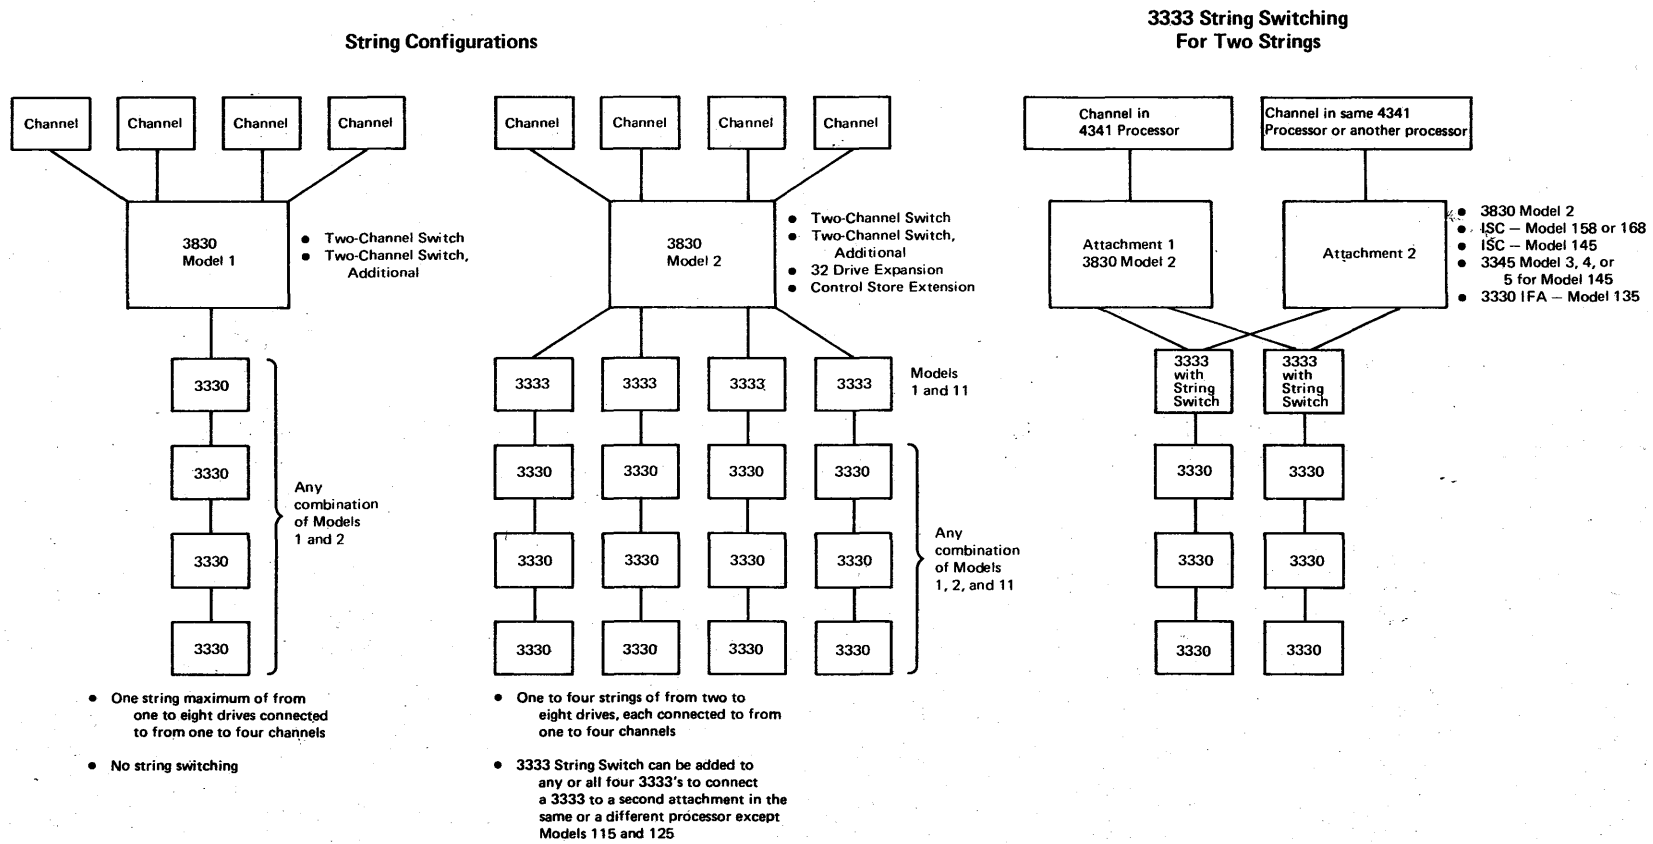 String Configurations
3333 String Switching
For Two Strings
Channel
Channel
Channel
Channel
3830
Model 1
● Two-Channel Switch
● Two-Channel Switch,
Additional
3330
3330
3330
3330
Any
combination
of Models
1 and 2
● One string maximum of from
one to eight drives connected
to from one to four channels
● No string switching
Channel
Channel
Channel
Channel
3830
Model 2
● Two-Channel Switch
● Two-Channel Switch,
Additional
● 32 Drive Expansion
● Control Store Extension
3333
3333
3333
3333
Models
1 and 11
3330
3330
3330
3330
3330
3330
3330
3330
3330
3330
3330
3330
Any
combination
of Models
1, 2, and 11
● One to four strings of from two to
eight drives, each connected to from
one to four channels
● 3333 String Switch can be added to
any or all four 3333's to connect
a 3333 to a second attachment in the
same or a different processor except
Models 115 and 125
Channel in
4341 Processor
Channel in same 4341
Processor or another processor
Attachment 1
3830 Model 2
Attachment 2
● 3830 Model 2
● ISC — Model 158 or 168
● ISC — Model 145
● 3345 Model 3, 4, or
5 for Model 145
● 3330 IFA — Model 135
3333
with
String
Switch
3333
with
String
Switch
3330
3330
3330
3330
3330
3330